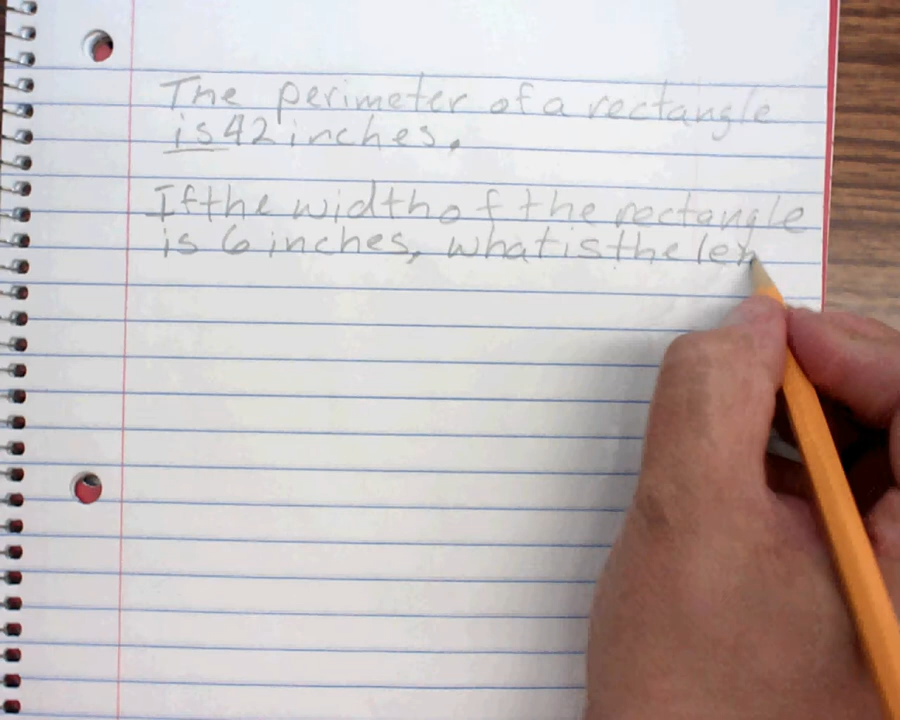 The perimeter of a rectangle
is 42 inches.
If the width of the rectangle
is 6 inches, what is the len